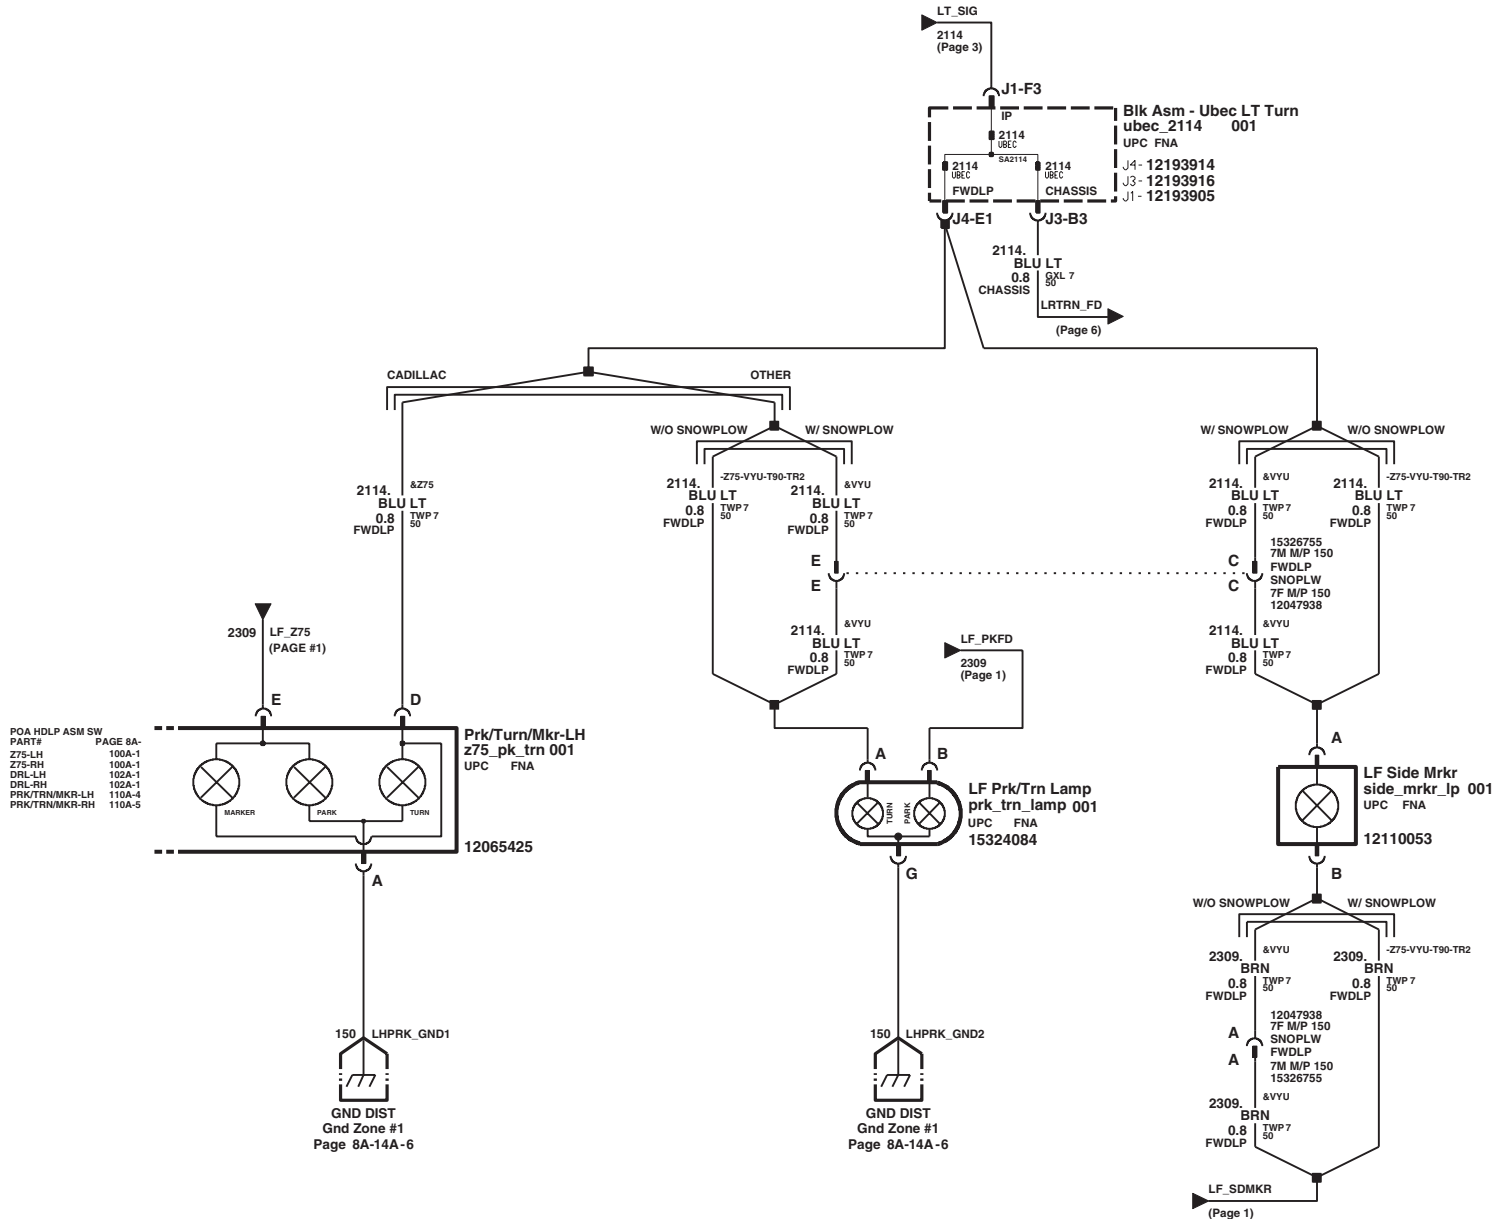 LT_SIG
2114
(Page 3)
J1-F3
IP
2114
UBEC
SA2114
2114
UBEC
2114
UBEC
FWDLP
CHASSIS
Blk Asm - Ubec LT Turn
ubec_2114 001
UPC FNA
J4- 12193914
J3- 12193916
J1- 12193905
J4-E1
J3-B3
2114.
BLU LT
0.8
GXL 7
50
CHASSIS
LRTRN_FD
(Page 6)
CADILLAC
OTHER
W/O SNOWPLOW
W/ SNOWPLOW
W/ SNOWPLOW
W/O SNOWPLOW
&Z75
2114.
BLU LT
0.8
TWP 7
50
FWDLP
-Z75-VYU-T90-TR2
2114.
BLU LT
0.8
TWP 7
50
FWDLP
&VYU
2114.
BLU LT
0.8
TWP 7
50
FWDLP
&VYU
2114.
BLU LT
0.8
TWP 7
50
FWDLP
-Z75-VYU-T90-TR2
2114.
BLU LT
0.8
TWP 7
50
FWDLP
E
E
C
C
15326755
7M M/P 150
FWDLP
SNOPLW
7F M/P 150
12047938
&VYU
2114.
BLU LT
0.8
TWP 7
50
FWDLP
&VYU
2114.
BLU LT
0.8
TWP 7
50
FWDLP
2309
LF_Z75
(PAGE #1)
LF_PKFD
2309
(Page 1)
E
D
POA HDLP ASM SW
PART# PAGE 8A-
Z75-LH 100A-1
Z75-RH 100A-1
DRL-LH 102A-1
DRL-RH 102A-1
PRK/TRN/MKR-LH 110A-4
PRK/TRN/MKR-RH 110A-5
MARKER
PARK
TURN
Prk/Turn/Mkr-LH
z75_pk_trn 001
UPC FNA
12065425
A
A
B
TURN
PARK
LF Prk/Trn Lamp
prk_trn_lamp 001
UPC FNA
15324084
G
A
LF Side Mrkr
side_mrkr_lp 001
UPC FNA
12110053
B
W/O SNOWPLOW
W/ SNOWPLOW
&VYU
2309.
BRN
0.8
TWP 7
50
FWDLP
-Z75-VYU-T90-TR2
2309.
BRN
0.8
TWP 7
50
FWDLP
A
A
12047938
7F M/P 150
SNOPLW
FWDLP
7M M/P 150
15326755
&VYU
2309.
BRN
0.8
TWP 7
50
FWDLP
150 LHPRK_GND1
GND DIST
Gnd Zone #1
Page 8A-14A-6
150 LHPRK_GND2
GND DIST
Gnd Zone #1
Page 8A-14A-6
LF_SDMKR
(Page 1)